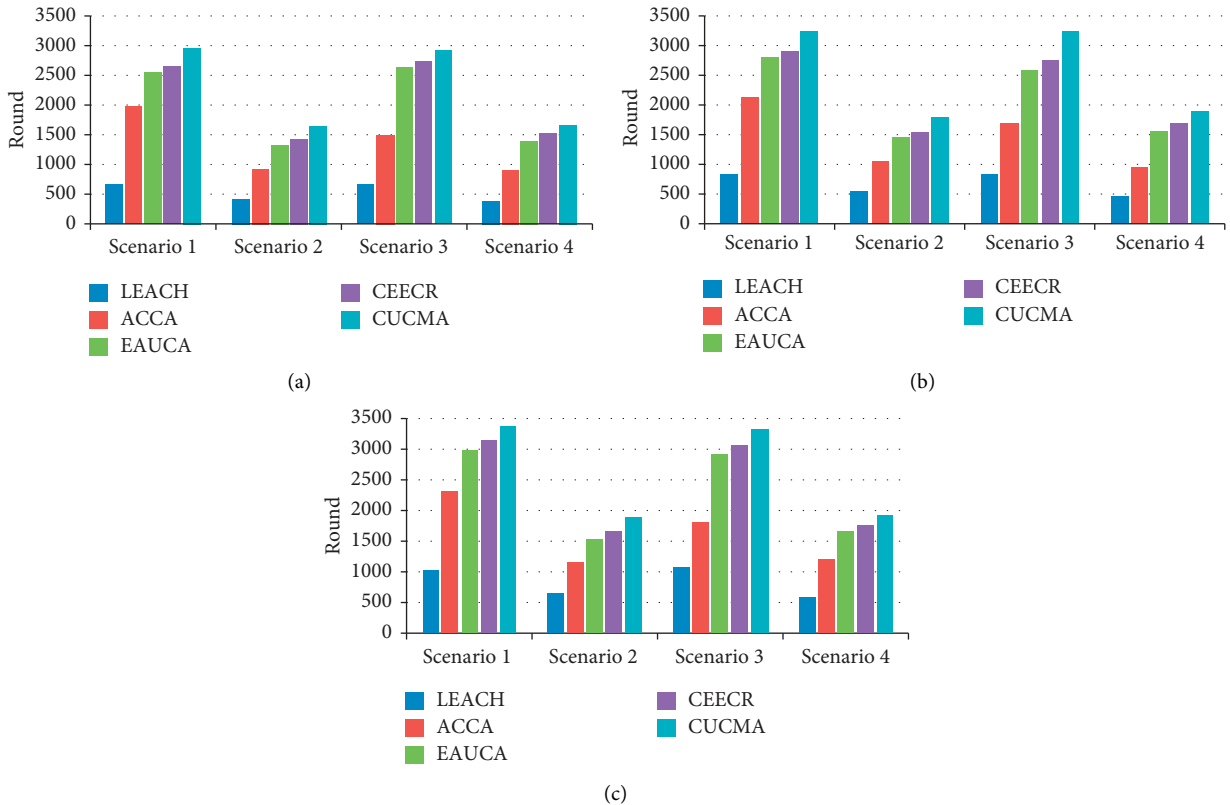 3500
3000
2500
2000
1500
1000
500
0
Round
Scenario 1 Scenario 2 Scenario 3 Scenario 4
LEACH CEECR
ACCA CUCMA
EAUCA
(a)
3500
3000
2500
2000
1500
1000
500
0
Round
Scenario 1 Scenario 2 Scenario 3 Scenario 4
LEACH CEECR
ACCA CUCMA
EAUCA
(b)
3500
3000
2500
2000
1500
1000
500
0
Round
Scenario 1 Scenario 2 Scenario 3 Scenario 4
LEACH CEECR
ACCA CUCMA
EAUCA
(c)